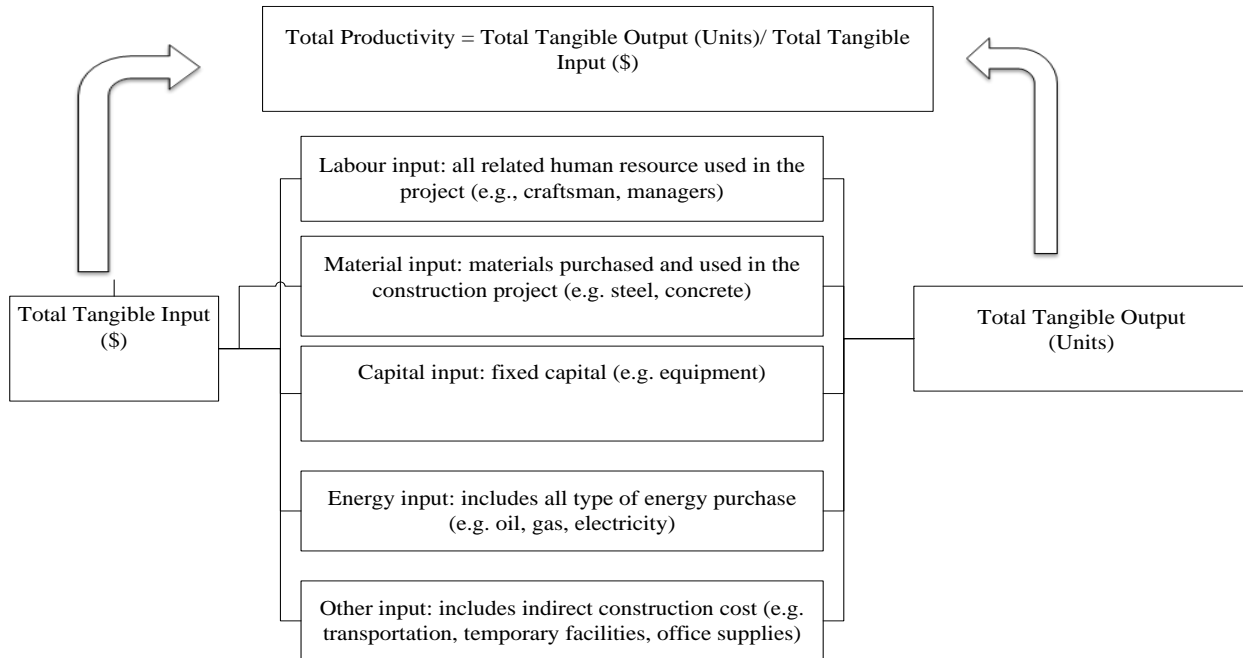 Total Productivity = Total Tangible Output (Units)/ Total Tangible
Input ($)
Labour input: all related human resource used in the
project (e.g., craftsman, managers)
Material input: materials purchased and used in the
construction project (e.g. steel, concrete)
Total Tangible Input
($)
Total Tangible Output
(Units)
Capital input: fixed capital (e.g. equipment)
Energy input: includes all type of energy purchase
(e.g. oil, gas, electricity)
Other input: includes indirect construction cost (e.g.
transportation, temporary facilities, office supplies)